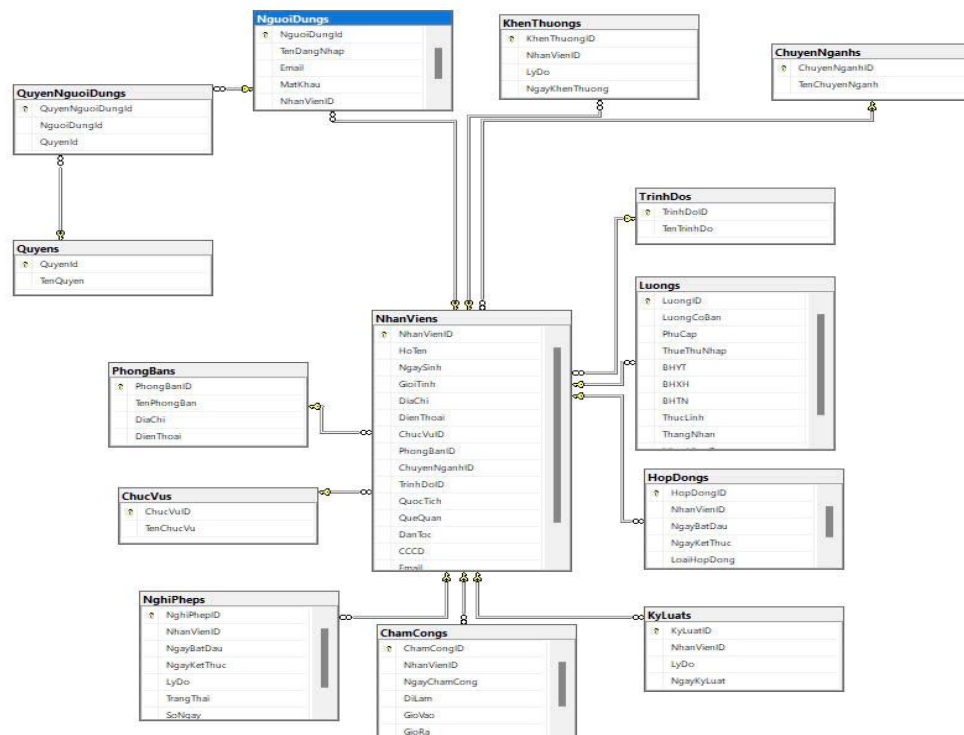 NguoiDungs
NguoiDungId
TenDangNhap
Email
MatKhau
NhanVienID
KhenThuongs
KhenThuongID
NhanVienID
LyDo
NgayKhenThuong
ChuyenNganhs
ChuyenNganhID
TenChuyenNganh
QuyenNguoiDungs
QuyenNguoiDungId
NguoiDungId
QuyenId
TrinhDos
TrinhDoID
TenTrinhDo
Quyens
QuyenId
TenQuyen
Luongs
LuongID
LuongCoBan
PhuCap
ThueThuNhap
BHYT
BHXH
BHTN
ThucLinh
ThangNhan
NhanViens
NhanVienID
HoTen
NgaySinh
GioiTinh
DiaChi
DienThoai
ChucVuID
PhongBanID
ChuyenNganhID
TrinhDoID
QuocTich
QueQuan
DanToc
CCCD
Email
PhongBans
PhongBanID
TenPhongBan
DiaChi
DienThoai
HopDongs
HopDongID
NhanVienID
NgayBatDau
NgayKetThuc
LoaiHopDong
ChucVus
ChucVuID
TenChucVu
NghiPheps
NghiPhepID
NhanVienID
NgayBatDau
NgayKetThuc
LyDo
TrangThai
SoNgay
ChamCongs
ChamCongID
NhanVienID
NgayChamCong
DiLam
GioVao
GioRa
KyLuats
KyLuatID
NhanVienID
LyDo
NgayKyLuat